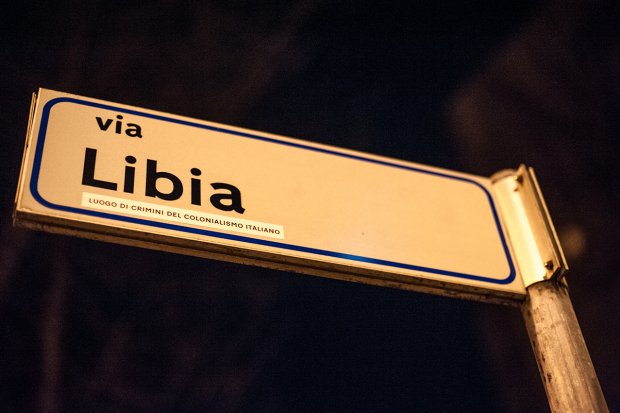 via
Libia
LUOGO DI CRIMINI DEL COLONIALISMO ITALIANO